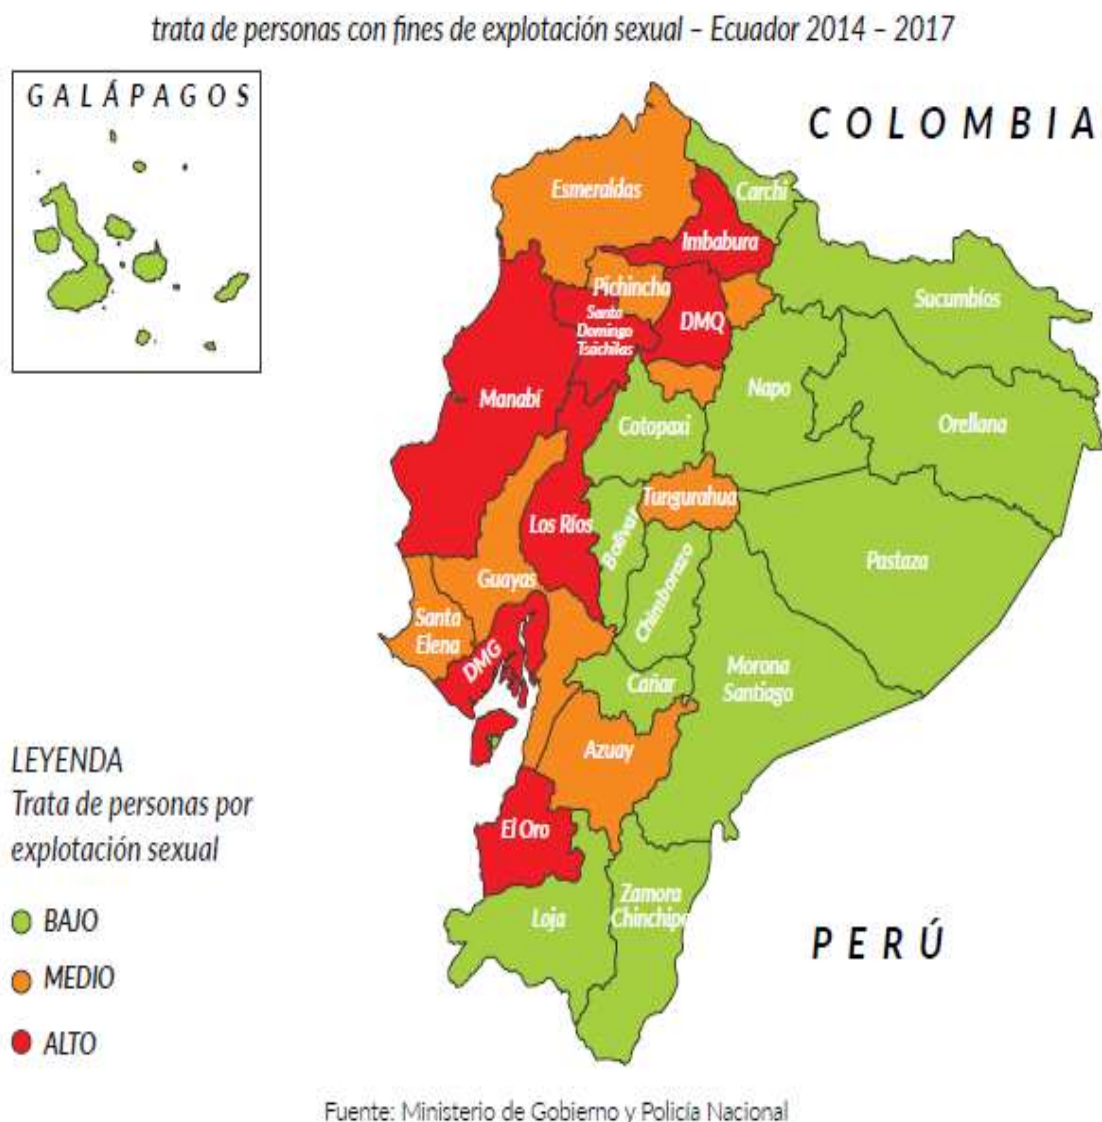 trata de personas con fines de explotación sexual – Ecuador 2014 – 2017
GALÁPAGOS
COLOMBIA
Esmeraldas
Carchi
Imbabura
Pichincha
Sucumbíos
Santo
Domingo
Tsáchilas
DMQ
Manabí
Napo
Cotopaxi
Orellana
Tungurahua
Los Ríos
Bolívar
Pastaza
Guayas
Chimborazo
Santa
Elena
DMG
Cañar
Morona
Santiago
Azuay
El Oro
Loja
Zamora
Chinchipe
PERÚ
LEYENDA
Trata de personas por
explotación sexual
BAJO
MEDIO
ALTO
Fuente: Ministerio de Gobierno y Policía Nacional